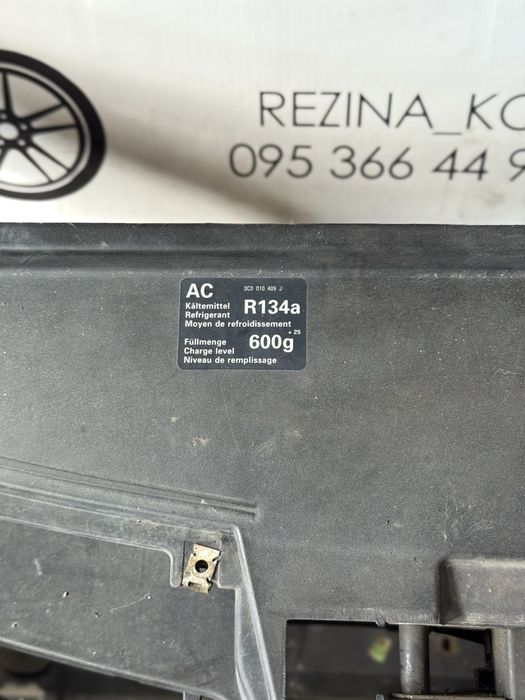 REZINA_KO
095 366 44 9
AC 3C0 010 409 J
Kältemittel R134a
Refrigerant
Moyen de refroidissement
+ 25
Füllmenge 600g
Charge level
Niveau de remplissage